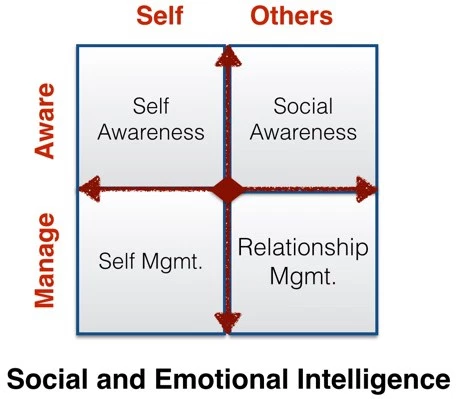 Self Others
Aware
Self
Awareness
Social
Awareness
Manage
Self Mgmt.
Relationship
Mgmt.
Social and Emotional Intelligence